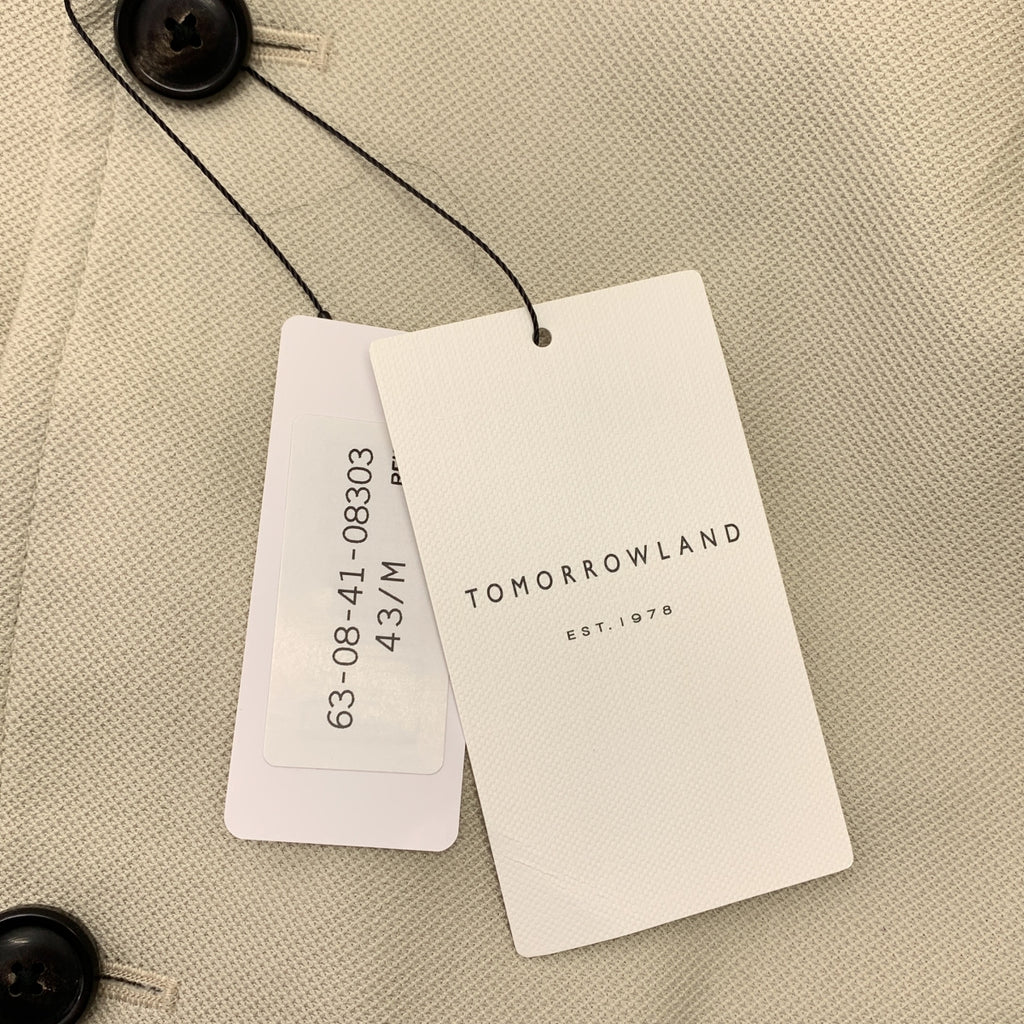 63-08-41-08303
43/M
TOMORROWLAND
EST.1978